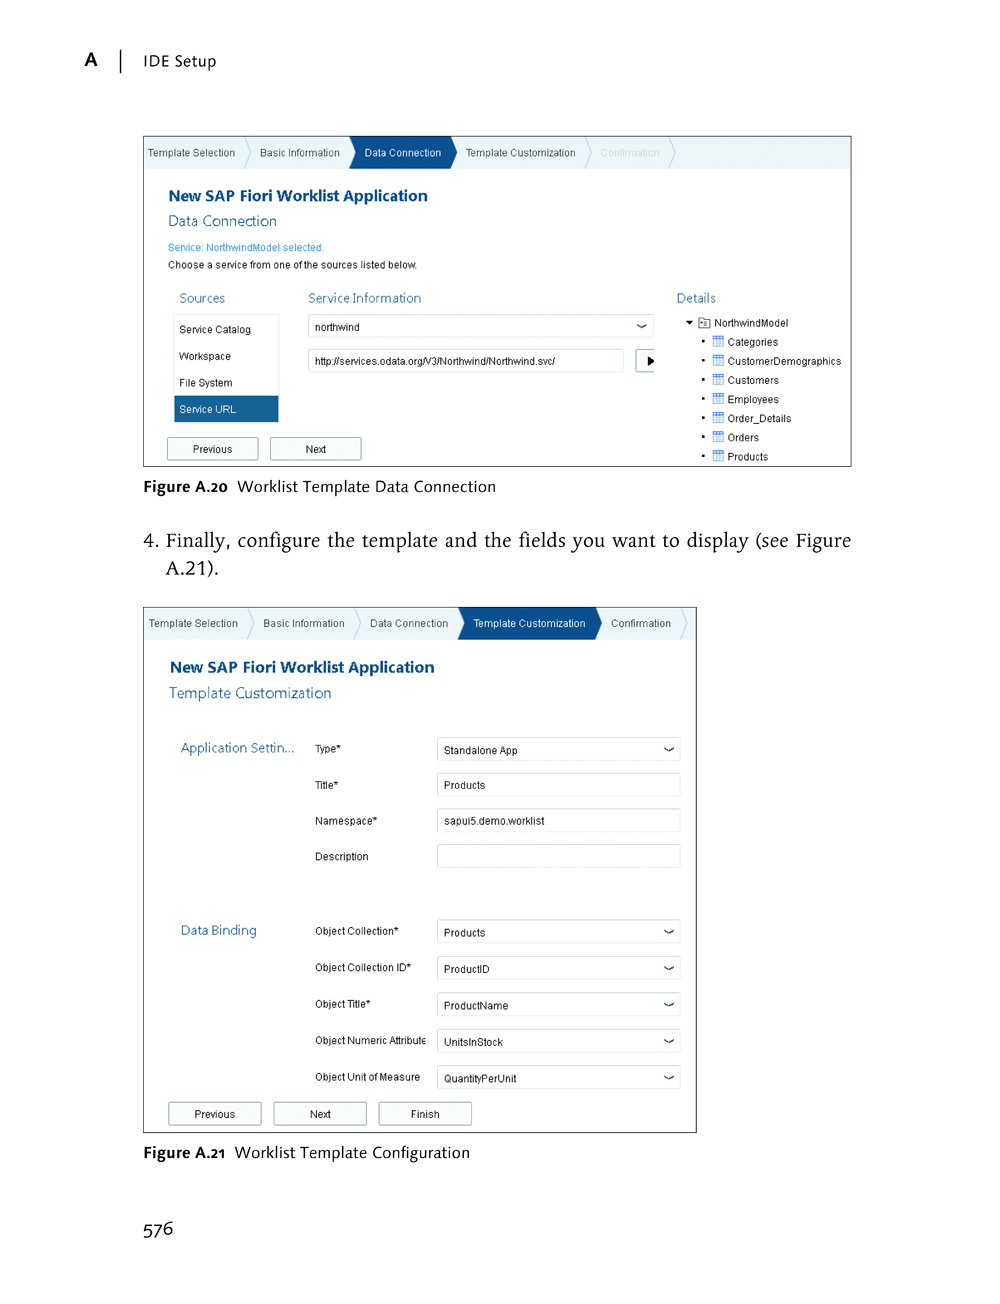 A | IDE Setup
Template Selection Basic Information Data Connection Template Customization Confirmation
New SAP Fiori Worklist Application
Data Connection
Service: NorthwindModel selected.
Choose a service from one of the sources listed below.
Sources Service Information Details
northwind
NorthwindModel
Service Catalog
Categories
Workspace
http://services.odata.org/V3/Northwind/Northwind.svc/
CustomerDemographics
File System
Customers
Employees
Service URL
Order_Details
Orders
Previous Next
Products
Figure A.20 Worklist Template Data Connection
4. Finally, configure the template and the fields you want to display (see Figure
A.21).
Template Selection Basic Information Data Connection Template Customization Confirmation
New SAP Fiori Worklist Application
Template Customization
Application Settin... Type* Standalone App
Title* Products
Namespace* sapui5.demo.worklist
Description
Data Binding Object Collection* Products
Object Collection ID* ProductID
Object Title* ProductName
Object Numeric Attribute UnitsInStock
Object Unit of Measure QuantityPerUnit
Previous Next Finish
Figure A.21 Worklist Template Configuration
576